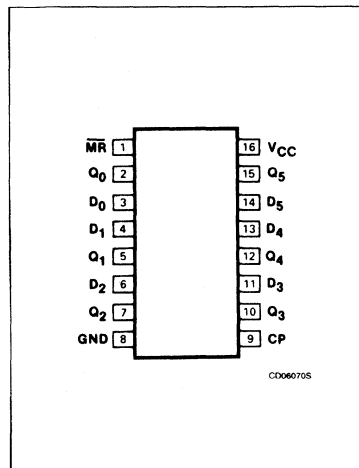 MR 1 16 VCC
Q0 2 15 Q5
D0 3 14 D5
D1 4 13 D4
Q1 5 12 Q4
D2 6 11 D3
Q2 7 10 Q3
GND 8 9 CP
CD06070S